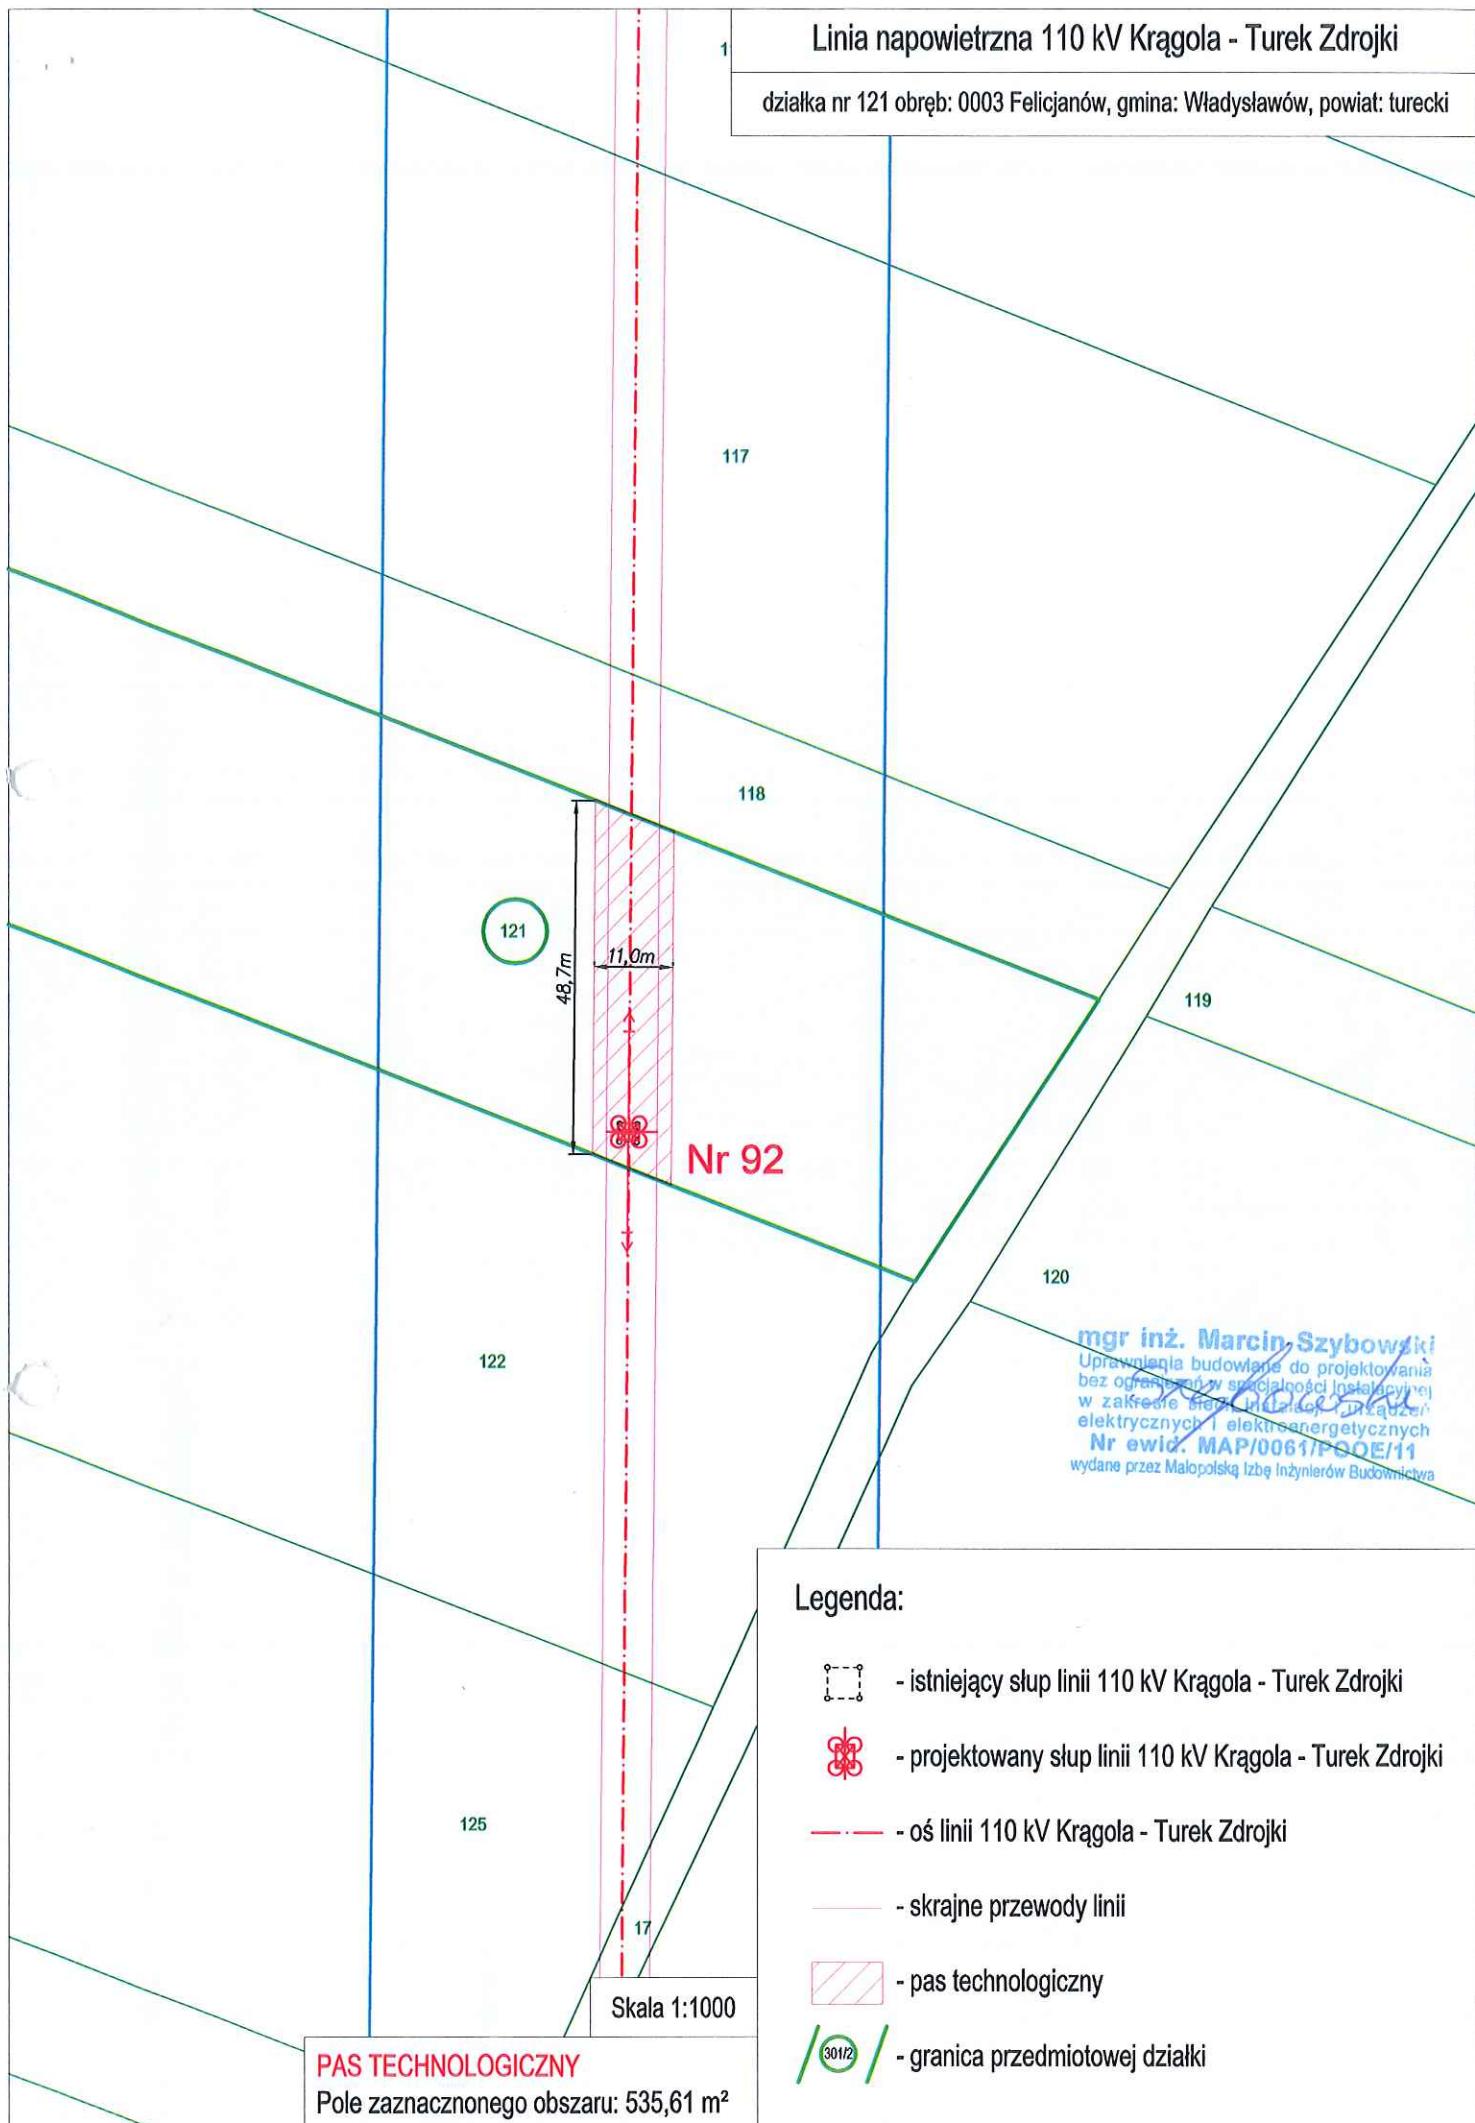 Linia napowietrzna 110 kV Krągola - Turek Zdrojki
działka nr 121 obręb: 0003 Felicjanów, gmina: Władysławów, powiat: turecki
117
118
121
48,7m
11,0m
119
Nr 92
120
122
mgr inż. Marcin Szybowski
Uprawnienia budowlane do projektowania
bez ograniczeń w specjalności instalacyjnej
w zakresie sieci, instalacji i urządzeń
elektrycznych i elektroenergetycznych
Nr ewid. MAP/0061/POOE/11
wydane przez Małopolską Izbę Inżynierów Budownictwa
Legenda:
- istniejący słup linii 110 kV Krągola - Turek Zdrojki
- projektowany słup linii 110 kV Krągola - Turek Zdrojki
125
- oś linii 110 kV Krągola - Turek Zdrojki
- skrajne przewody linii
17
- pas technologiczny
Skala 1:1000
301/2 - granica przedmiotowej działki
PAS TECHNOLOGICZNY
Pole zaznacznonego obszaru: 535,61 m²